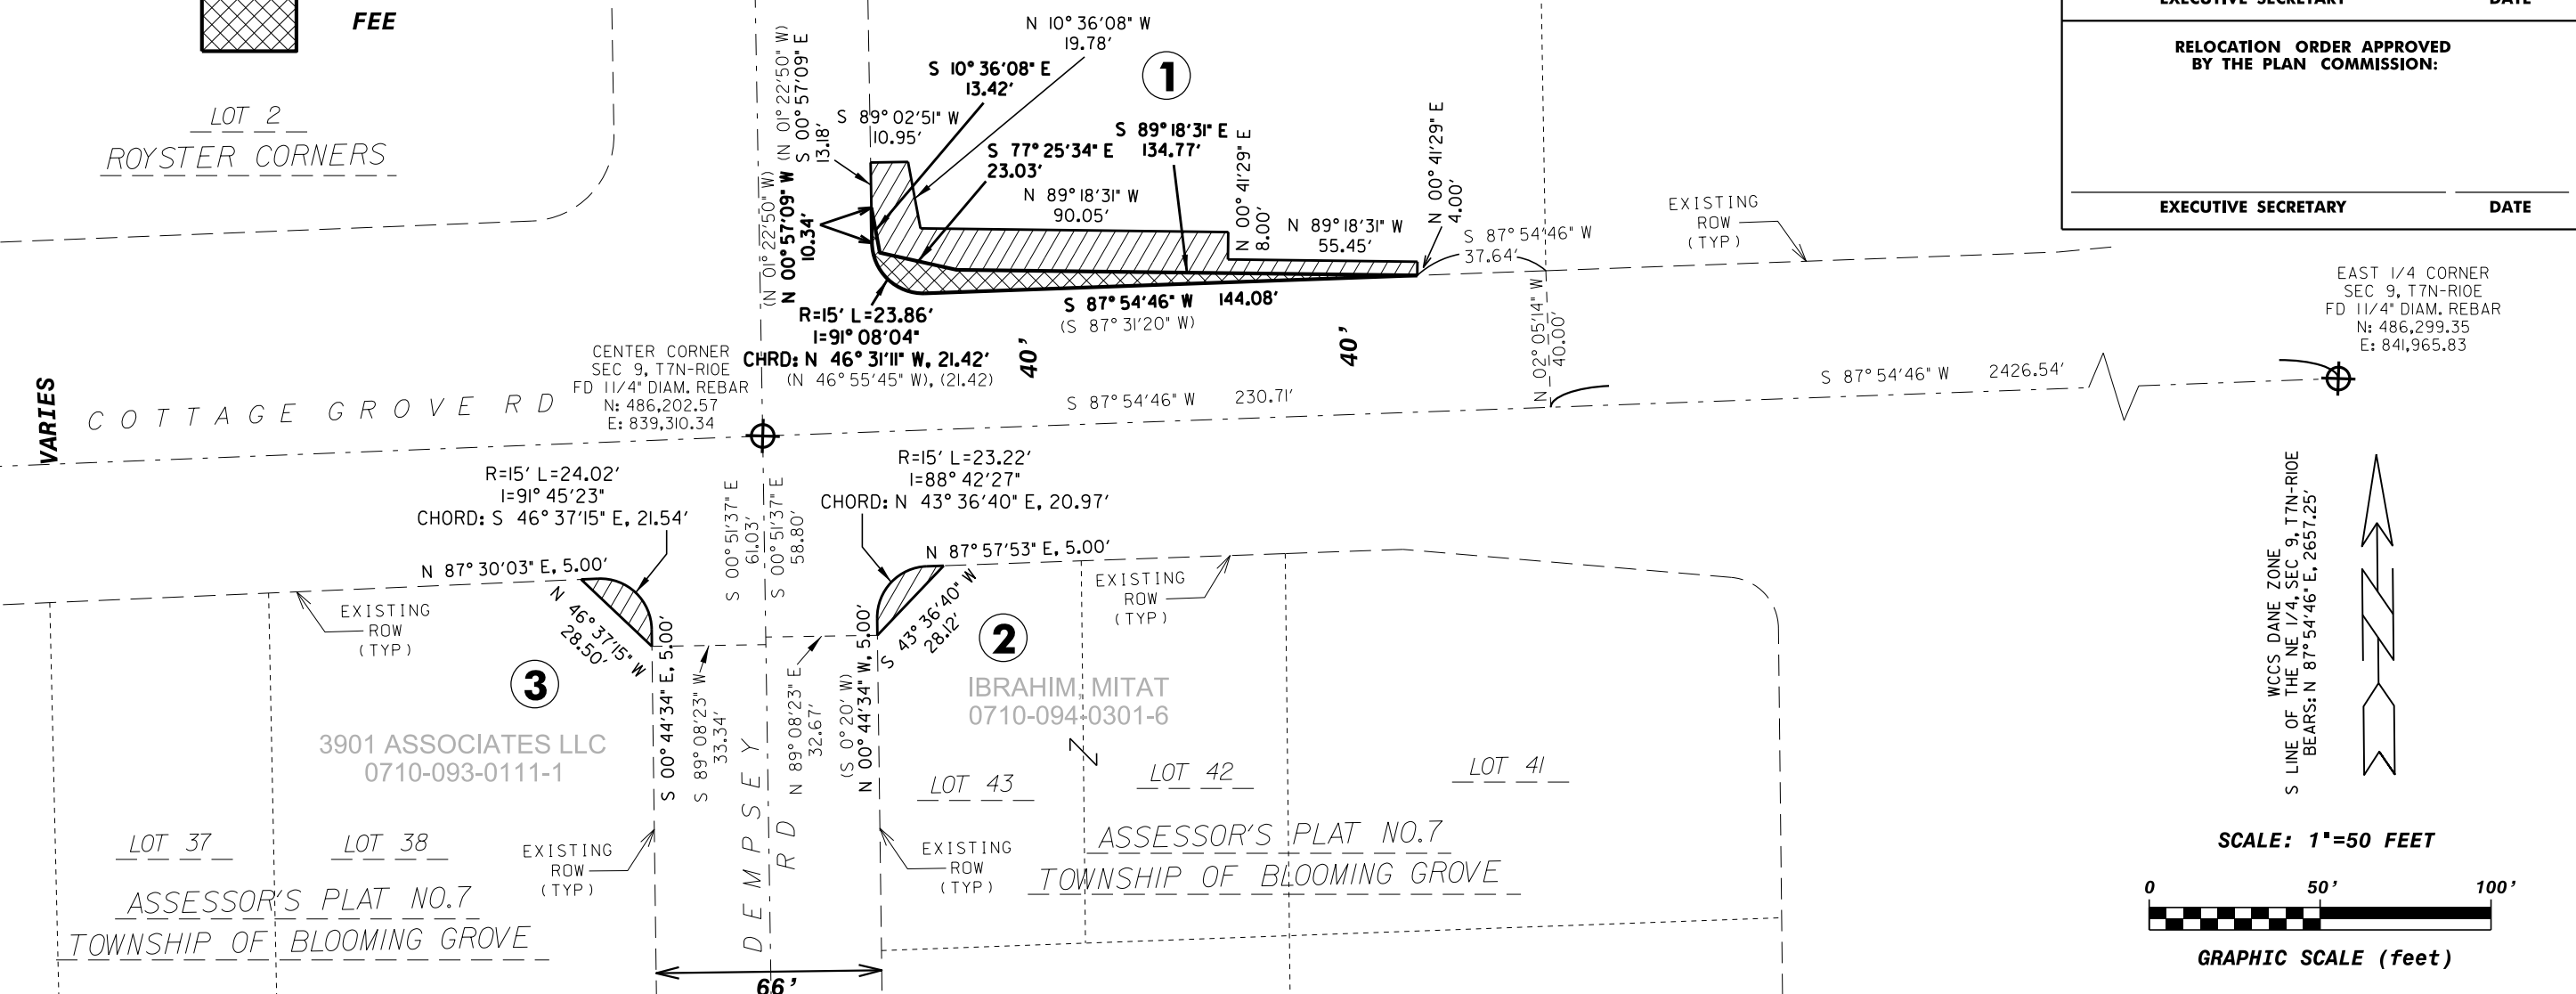 FEE
LOT 2
ROYSTER CORNERS
N 10° 36'08" W
19.78'
S 10° 36'08" E
13.42'
1
(N 01° 22'50" W)
S 00° 57'09" E
13.18'
S 89° 02'51" W
10.95'
S 77° 25'34" E
23.03'
S 89° 18'31" E
134.77'
N 89° 18'31" W
90.05'
N 00° 41'29" E
8.00'
N 89° 18'31" W
55.45'
N 00° 41'29" E
4.00'
S 87° 54'46" W
37.64'
EXISTING
ROW
(TYP)
EXECUTIVE SECRETARY DATE
RELOCATION ORDER APPROVED
BY THE PLAN COMMISSION:
EXECUTIVE SECRETARY DATE
(N 01° 22'50" W)
N 00° 57'09" W
10.34'
R=15' L=23.86'
I=91° 08'04"
CHRD: N 46° 31'11" W, 21.42'
(N 46° 55'45" W), (21.42)
S 87° 54'46" W 144.08'
(S 87° 31'20" W)
40'
40'
N 02° 05'14" W
40.00'
EAST 1/4 CORNER
SEC 9, T7N-R10E
FD 1 1/4" DIAM. REBAR
N: 486,299.35
E: 841,965.83
CENTER CORNER
SEC 9, T7N-R10E
FD 1 1/4" DIAM. REBAR
N: 486,202.57
E: 839,310.34
VARIES
COTTAGE GROVE RD
S 87° 54'46" W 230.71'
S 87° 54'46" W 2426.54'
R=15' L=24.02'
I=91° 45'23"
CHORD: S 46° 37'15" E, 21.54'
R=15' L=23.22'
I=88° 42'27"
CHORD: N 43° 36'40" E, 20.97'
S 00° 51'37" E
61.03'
S 00° 51'37" E
58.80'
N 87° 30'03" E, 5.00'
N 87° 57'53" E, 5.00'
EXISTING
ROW
(TYP)
N 46° 37'15" W
28.50'
S 43° 36'40" W
28.12'
EXISTING
ROW
(TYP)
3
2
S 00° 44'34" E, 5.00'
S 89° 08'23" W
33.34'
N 89° 08'23" E
32.67'
(S 0° 20' W)
N 00° 44'34" W, 5.00'
3901 ASSOCIATES LLC
0710-093-0111-1
IBRAHIM, MITAT
0710-094-0301-6
Z
WCCS DANE ZONE
S LINE OF THE NE 1/4, SEC 9, T7N-R10E
BEARS: N 87° 54'46" E, 2657.25'
N
LOT 43
LOT 42
LOT 41
LOT 37
LOT 38
EXISTING
ROW
(TYP)
DEMPSEY
RD
EXISTING
ROW
(TYP)
ASSESSOR'S PLAT NO.7
TOWNSHIP OF BLOOMING GROVE
ASSESSOR'S PLAT NO.7
TOWNSHIP OF BLOOMING GROVE
66'
SCALE: 1"=50 FEET
0 50' 100'
GRAPHIC SCALE (feet)